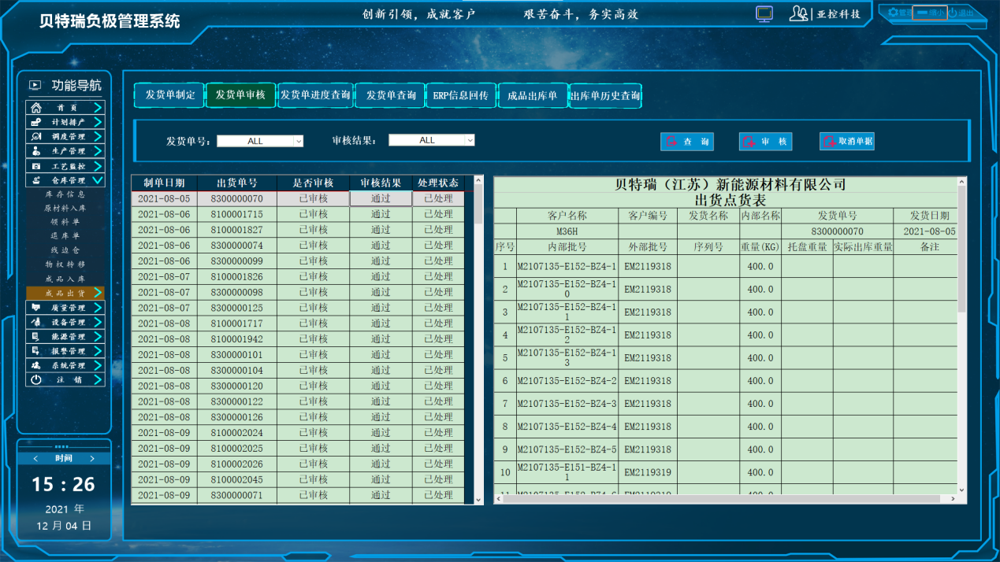 贝特瑞负极管理系统
创新引领，成就客户 艰苦奋斗，务实高效
亚控科技
管理 缩小 退出
功能导航
首 页
计划排产
调度管理
生产管理
工艺监控
仓库管理
库存信息
原材料入库
领料单
退库单
线边仓
物权转移
成品入库
成品出货
质量管理
设备管理
能源管理
报警管理
系统管理
注 销
< 时间 >
15 : 26
2021 年
12 月 04 日
发货单制定 发货单审核 发货单进度查询 发货单查询 ERP信息回传 成品出库单 出库单历史查询
发货单号： ALL 审核结果： ALL 查 询 审 核 取消单据
制单日期 出货单号 是否审核 审核结果 处理状态
2021-08-05 8300000070 已审核 通过 已处理
2021-08-06 8100001715 已审核 通过 已处理
2021-08-06 8100001827 已审核 通过 已处理
2021-08-06 8300000074 已审核 通过 已处理
2021-08-06 8300000099 已审核 通过 已处理
2021-08-07 8100001826 已审核 通过 已处理
2021-08-07 8300000098 已审核 通过 已处理
2021-08-07 8300000125 已审核 通过 已处理
2021-08-08 8100001717 已审核 通过 已处理
2021-08-08 8100001942 已审核 通过 已处理
2021-08-08 8300000101 已审核 通过 已处理
2021-08-08 8300000104 已审核 通过 已处理
2021-08-08 8300000120 已审核 通过 已处理
2021-08-08 8300000122 已审核 通过 已处理
2021-08-08 8300000126 已审核 通过 已处理
2021-08-09 8100002024 已审核 通过 已处理
2021-08-09 8100002025 已审核 通过 已处理
2021-08-09 8100002026 已审核 通过 已处理
2021-08-09 8100002045 已审核 通过 已处理
2021-08-09 8300000071 已审核 通过 已处理
贝特瑞（江苏）新能源材料有限公司
出货点货表
客户名称 客户编号 发货名称 内部名称 发货单号 发货日期
M36H 8300000070 2021-08-05
序号 内部批号 外部批号 序列号 重量(KG) 托盘重量 实际出库重量 备注
1 M2107135-E152-BZ4-1 EM2119318 400.0
2 M2107135-E152-BZ4-10 EM2119318 400.0
3 M2107135-E152-BZ4-11 EM2119318 400.0
4 M2107135-E152-BZ4-12 EM2119318 400.0
5 M2107135-E152-BZ4-13 EM2119318 400.0
6 M2107135-E152-BZ4-2 EM2119318 400.0
7 M2107135-E152-BZ4-3 EM2119318 400.0
8 M2107135-E152-BZ4-4 EM2119318 400.0
9 M2107135-E152-BZ4-5 EM2119318 400.0
10 M2107135-E151-BZ4-11 EM2119319 400.0